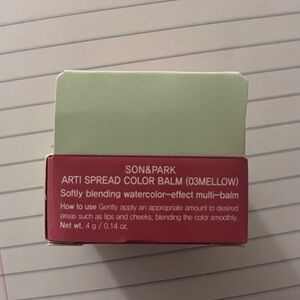 SON&PARK
ARTI SPREAD COLOR BALM (03MELLOW)
Softly blending watercolor-effect multi-balm
How to use Gently apply an appropriate amount to desired
areas such as lips and cheeks, blending the color smoothly.
Net wt. 4 g / 0.14 oz.